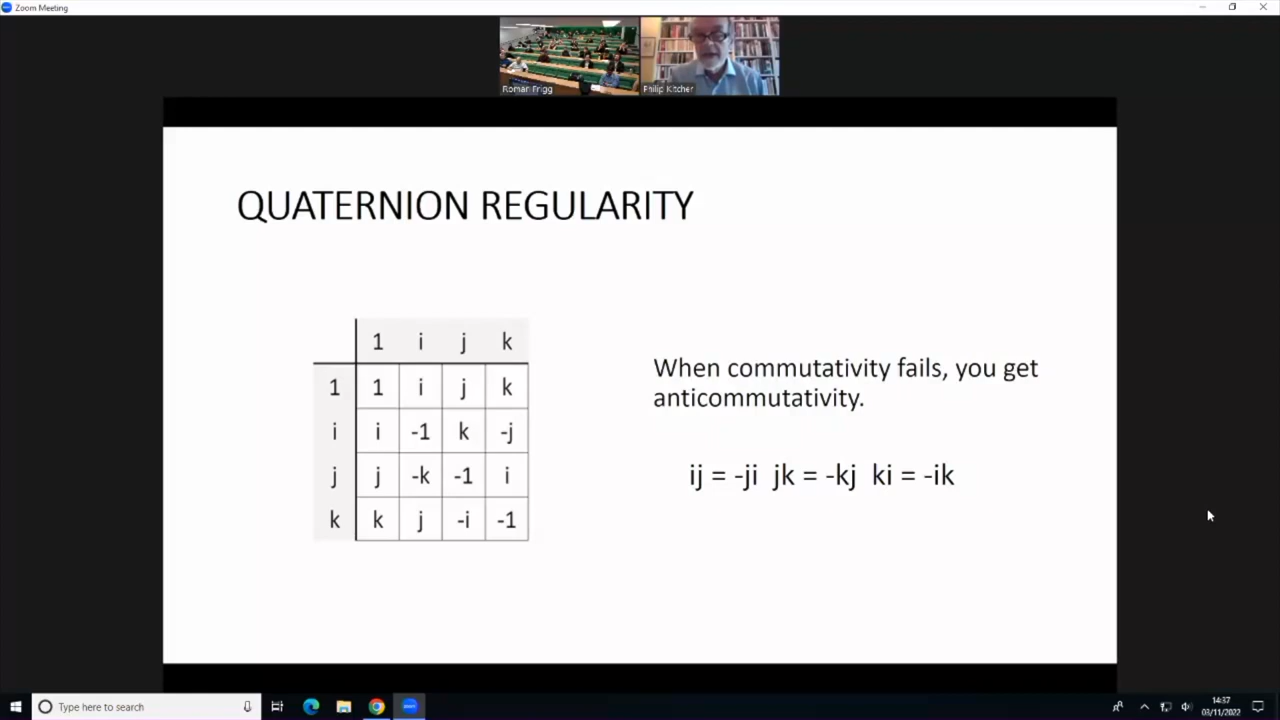 Zoom Meeting
Roman Frigg
Philip Kitcher
QUATERNION REGULARITY
1 i j k
1 1 i j k
i i -1 k -j
j j -k -1 i
k k j -i -1
When commutativity fails, you get
anticommutativity.
ij = -ji jk = -kj ki = -ik
Type here to search
14:37
03/11/2022